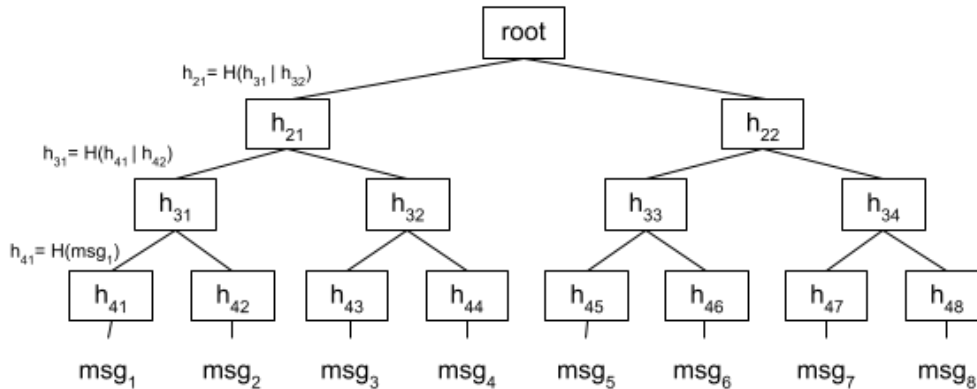 root
h₂₁= H(h₃₁ | h₃₂)
h₂₁ h₂₂
h₃₁= H(h₄₁ | h₄₂)
h₃₁ h₃₂ h₃₃ h₃₄
h₄₁= H(msg₁)
h₄₁ h₄₂ h₄₃ h₄₄ h₄₅ h₄₆ h₄₇ h₄₈
msg₁ msg₂ msg₃ msg₄ msg₅ msg₆ msg₇ msg₈